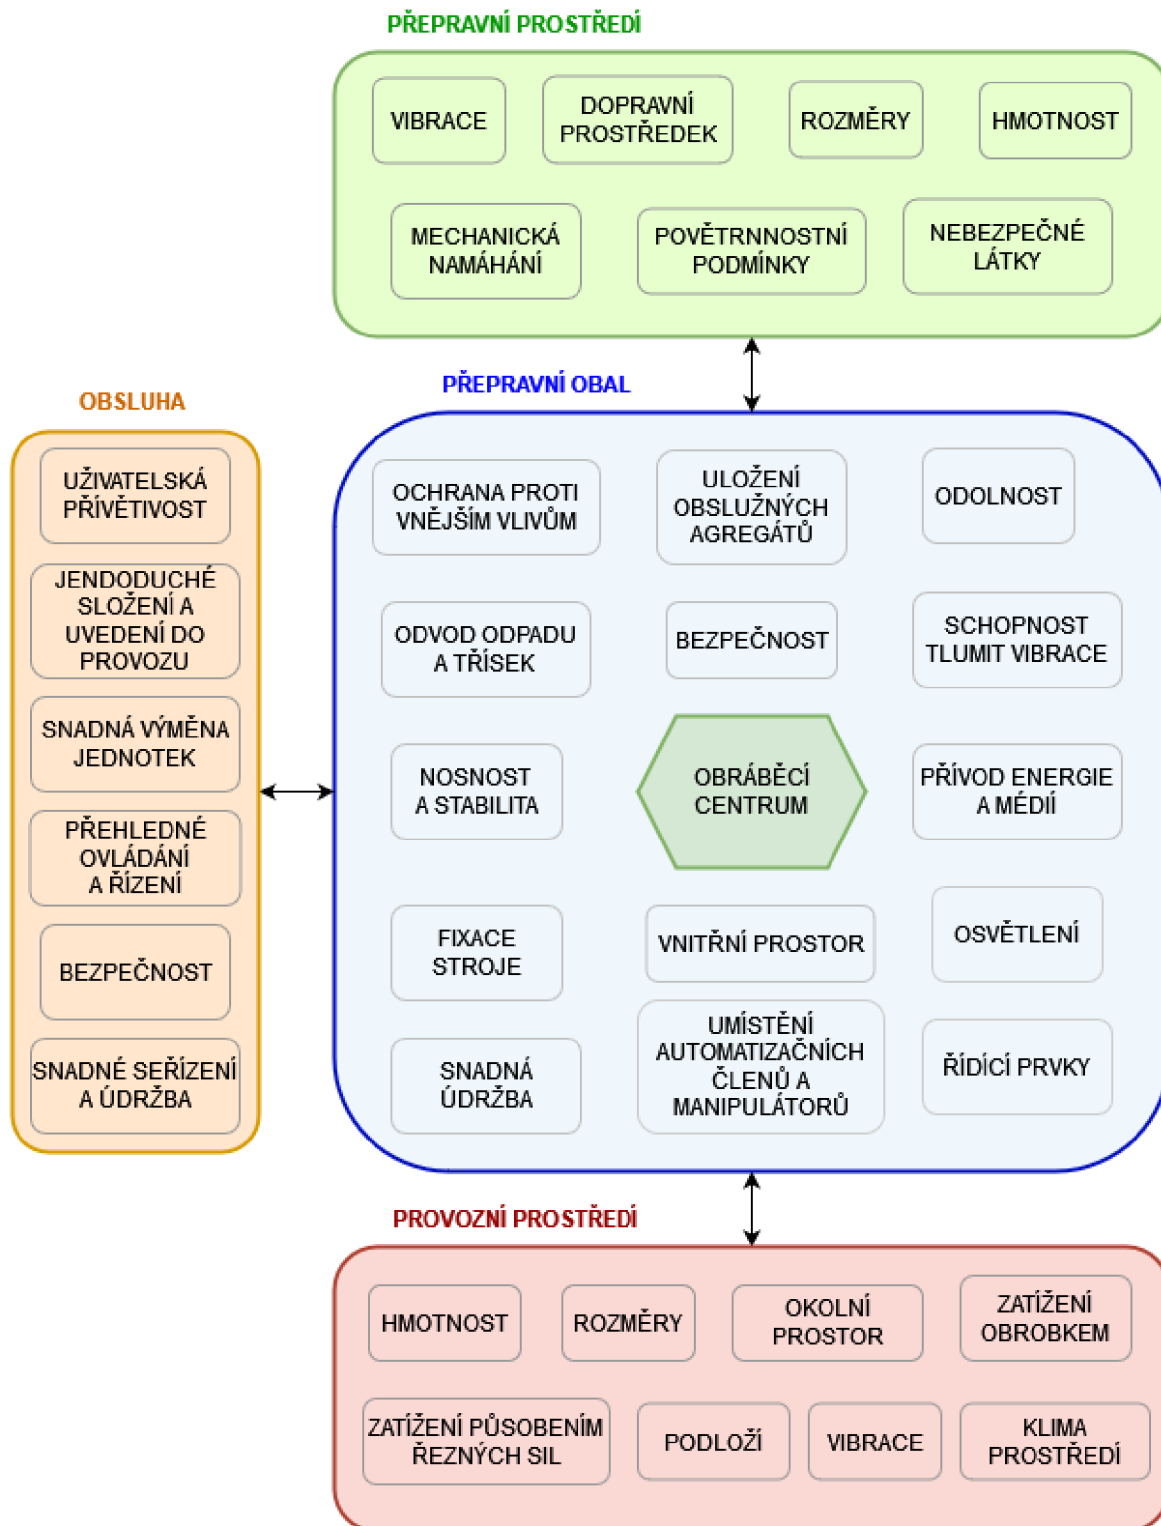 PŘEPRAVNÍ PROSTŘEDÍ
VIBRACE
DOPRAVNÍ
PROSTŘEDEK
ROZMĚRY
HMOTNOST
MECHANICKÁ
NAMÁHÁNÍ
POVĚTRNNOSTNÍ
PODMÍNKY
NEBEZPEČNÉ
LÁTKY
OBSLUHA
UŽIVATELSKÁ
PŘÍVĚTIVOST
JENDODUCHÉ
SLOŽENÍ A
UVEDENÍ DO
PROVOZU
SNADNÁ VÝMĚNA
JEDNOTEK
PŘEHLEDNÉ
OVLÁDÁNÍ
A ŘÍZENÍ
BEZPEČNOST
SNADNÉ SEŘÍZENÍ
A ÚDRŽBA
PŘEPRAVNÍ OBAL
OCHRANA PROTI
VNĚJŠÍM VLIVŮM
ULOŽENÍ
OBSLUŽNÝCH
AGREGÁTŮ
ODOLNOST
ODVOD ODPADU
A TŘÍSEK
BEZPEČNOST
SCHOPNOST
TLUMIT VIBRACE
NOSNOST
A STABILITA
OBRÁBĚCÍ
CENTRUM
PŘÍVOD ENERGIE
A MÉDIÍ
FIXACE
STROJE
VNITŘNÍ PROSTOR
OSVĚTLENÍ
SNADNÁ
ÚDRŽBA
UMÍSTĚNÍ
AUTOMATIZAČNÍCH
ČLENŮ A
MANIPULÁTORŮ
ŘÍDÍCÍ PRVKY
PROVOZNÍ PROSTŘEDÍ
HMOTNOST
ROZMĚRY
OKOLNÍ
PROSTOR
ZATÍŽENÍ
OBROBKEM
ZATÍŽENÍ PŮSOBENÍM
ŘEZNÝCH SIL
PODLOŽÍ
VIBRACE
KLIMA
PROSTŘEDÍ